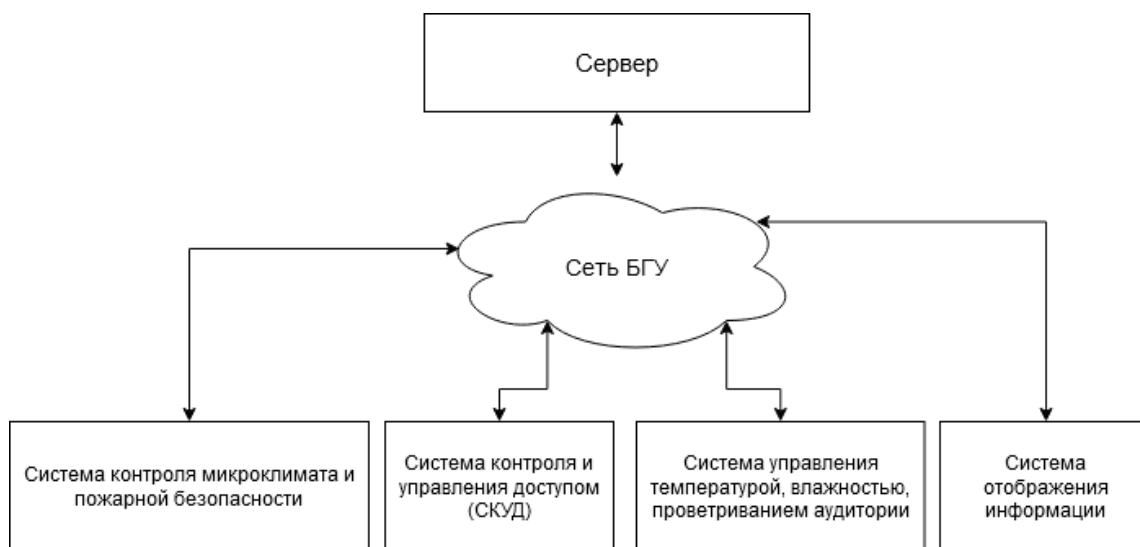 Сервер
Сеть БГУ
Система контроля микроклимата и
пожарной безопасности
Система контроля и
управления доступом
(СКУД)
Система управления
температурой, влажностью,
проветриванием аудитории
Система
отображения
информации